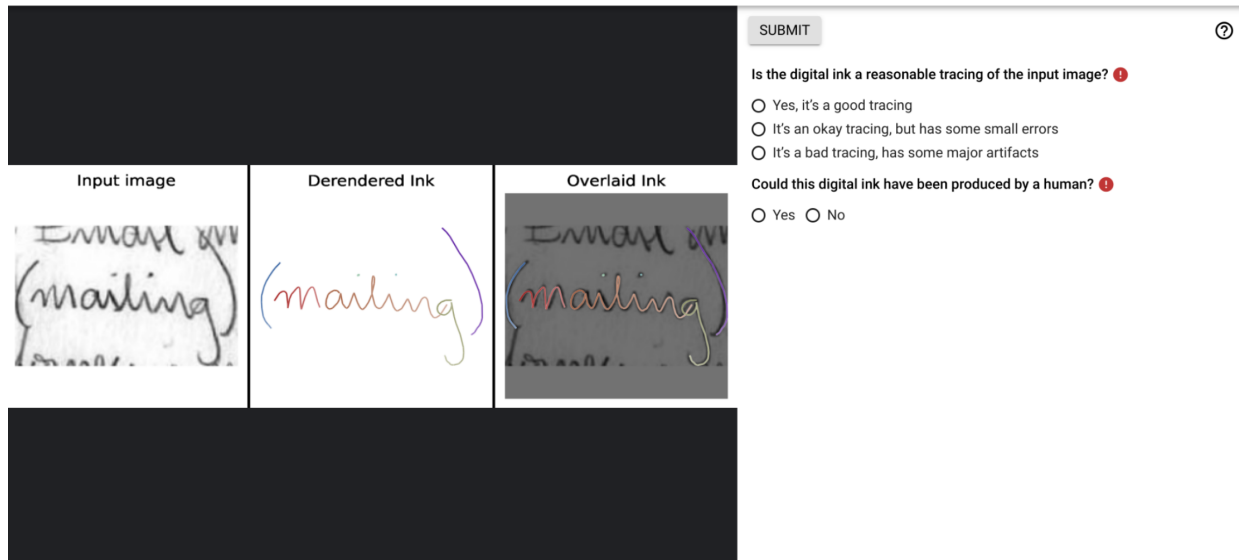 SUBMIT
Is the digital ink a reasonable tracing of the input image?
Yes, it's a good tracing
It's an okay tracing, but has some small errors
It's a bad tracing, has some major artifacts
Could this digital ink have been produced by a human?
Yes No
Input image
Email
(mailing)
Derendered Ink
(mailing)
Overlaid Ink
Email
(mailing)